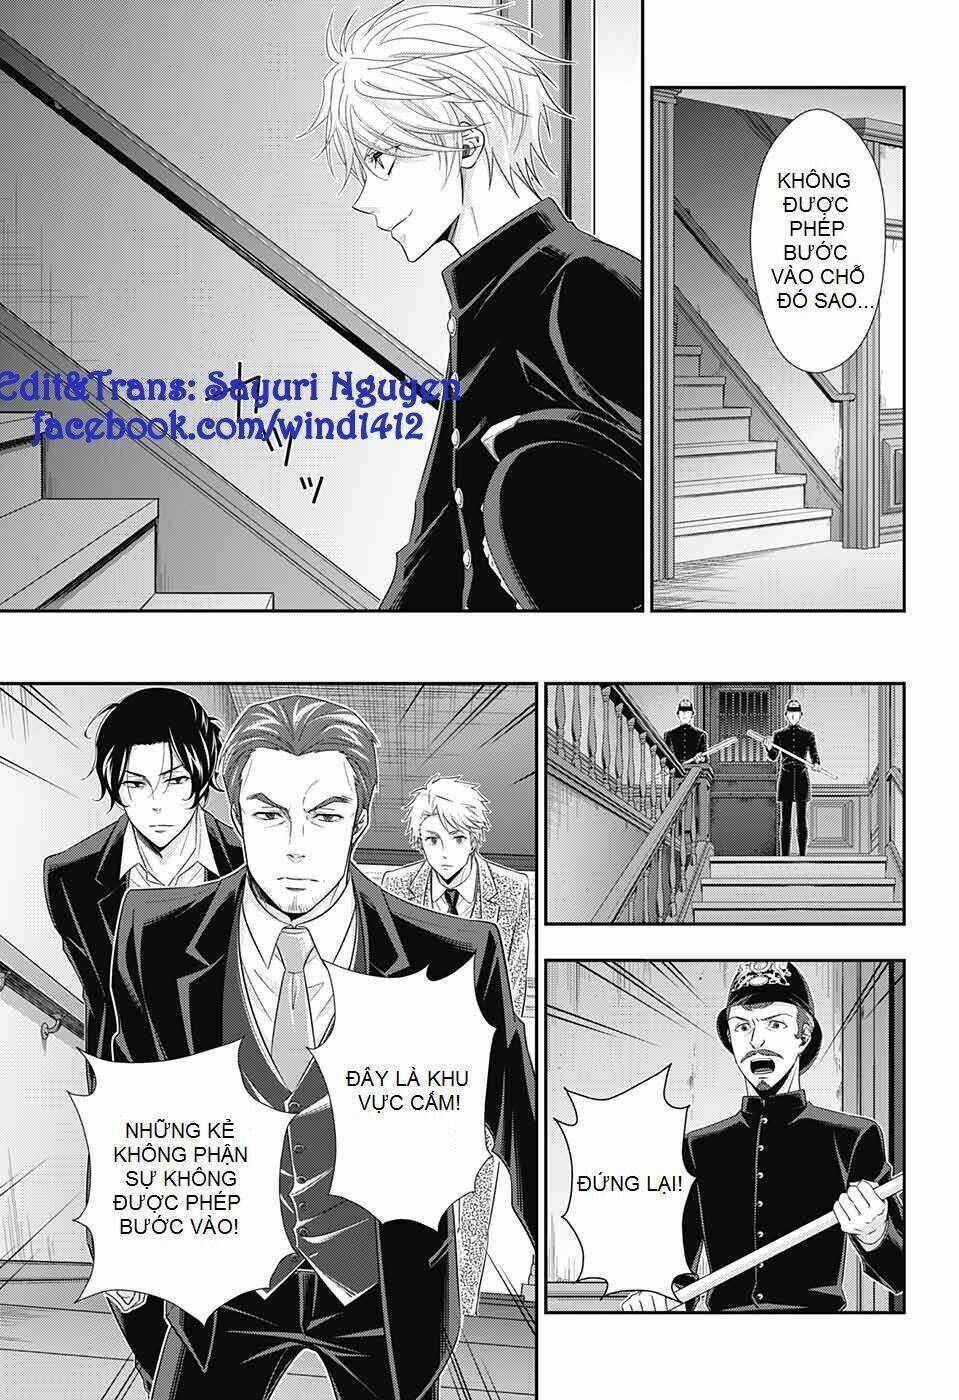 KHÔNG
ĐƯỢC
PHÉP
BƯỚC
VÀO CHỖ
ĐÓ SAO...
Edit&Trans: Sayuri Nguyen
facebook.com/wind1412
ッ
ĐỨNG LẠI!
ĐÂY LÀ KHU
VỰC CẤM!
NHỮNG KẺ
KHÔNG PHẬN
SỰ KHÔNG
ĐƯỢC PHÉP
BƯỚC VÀO!